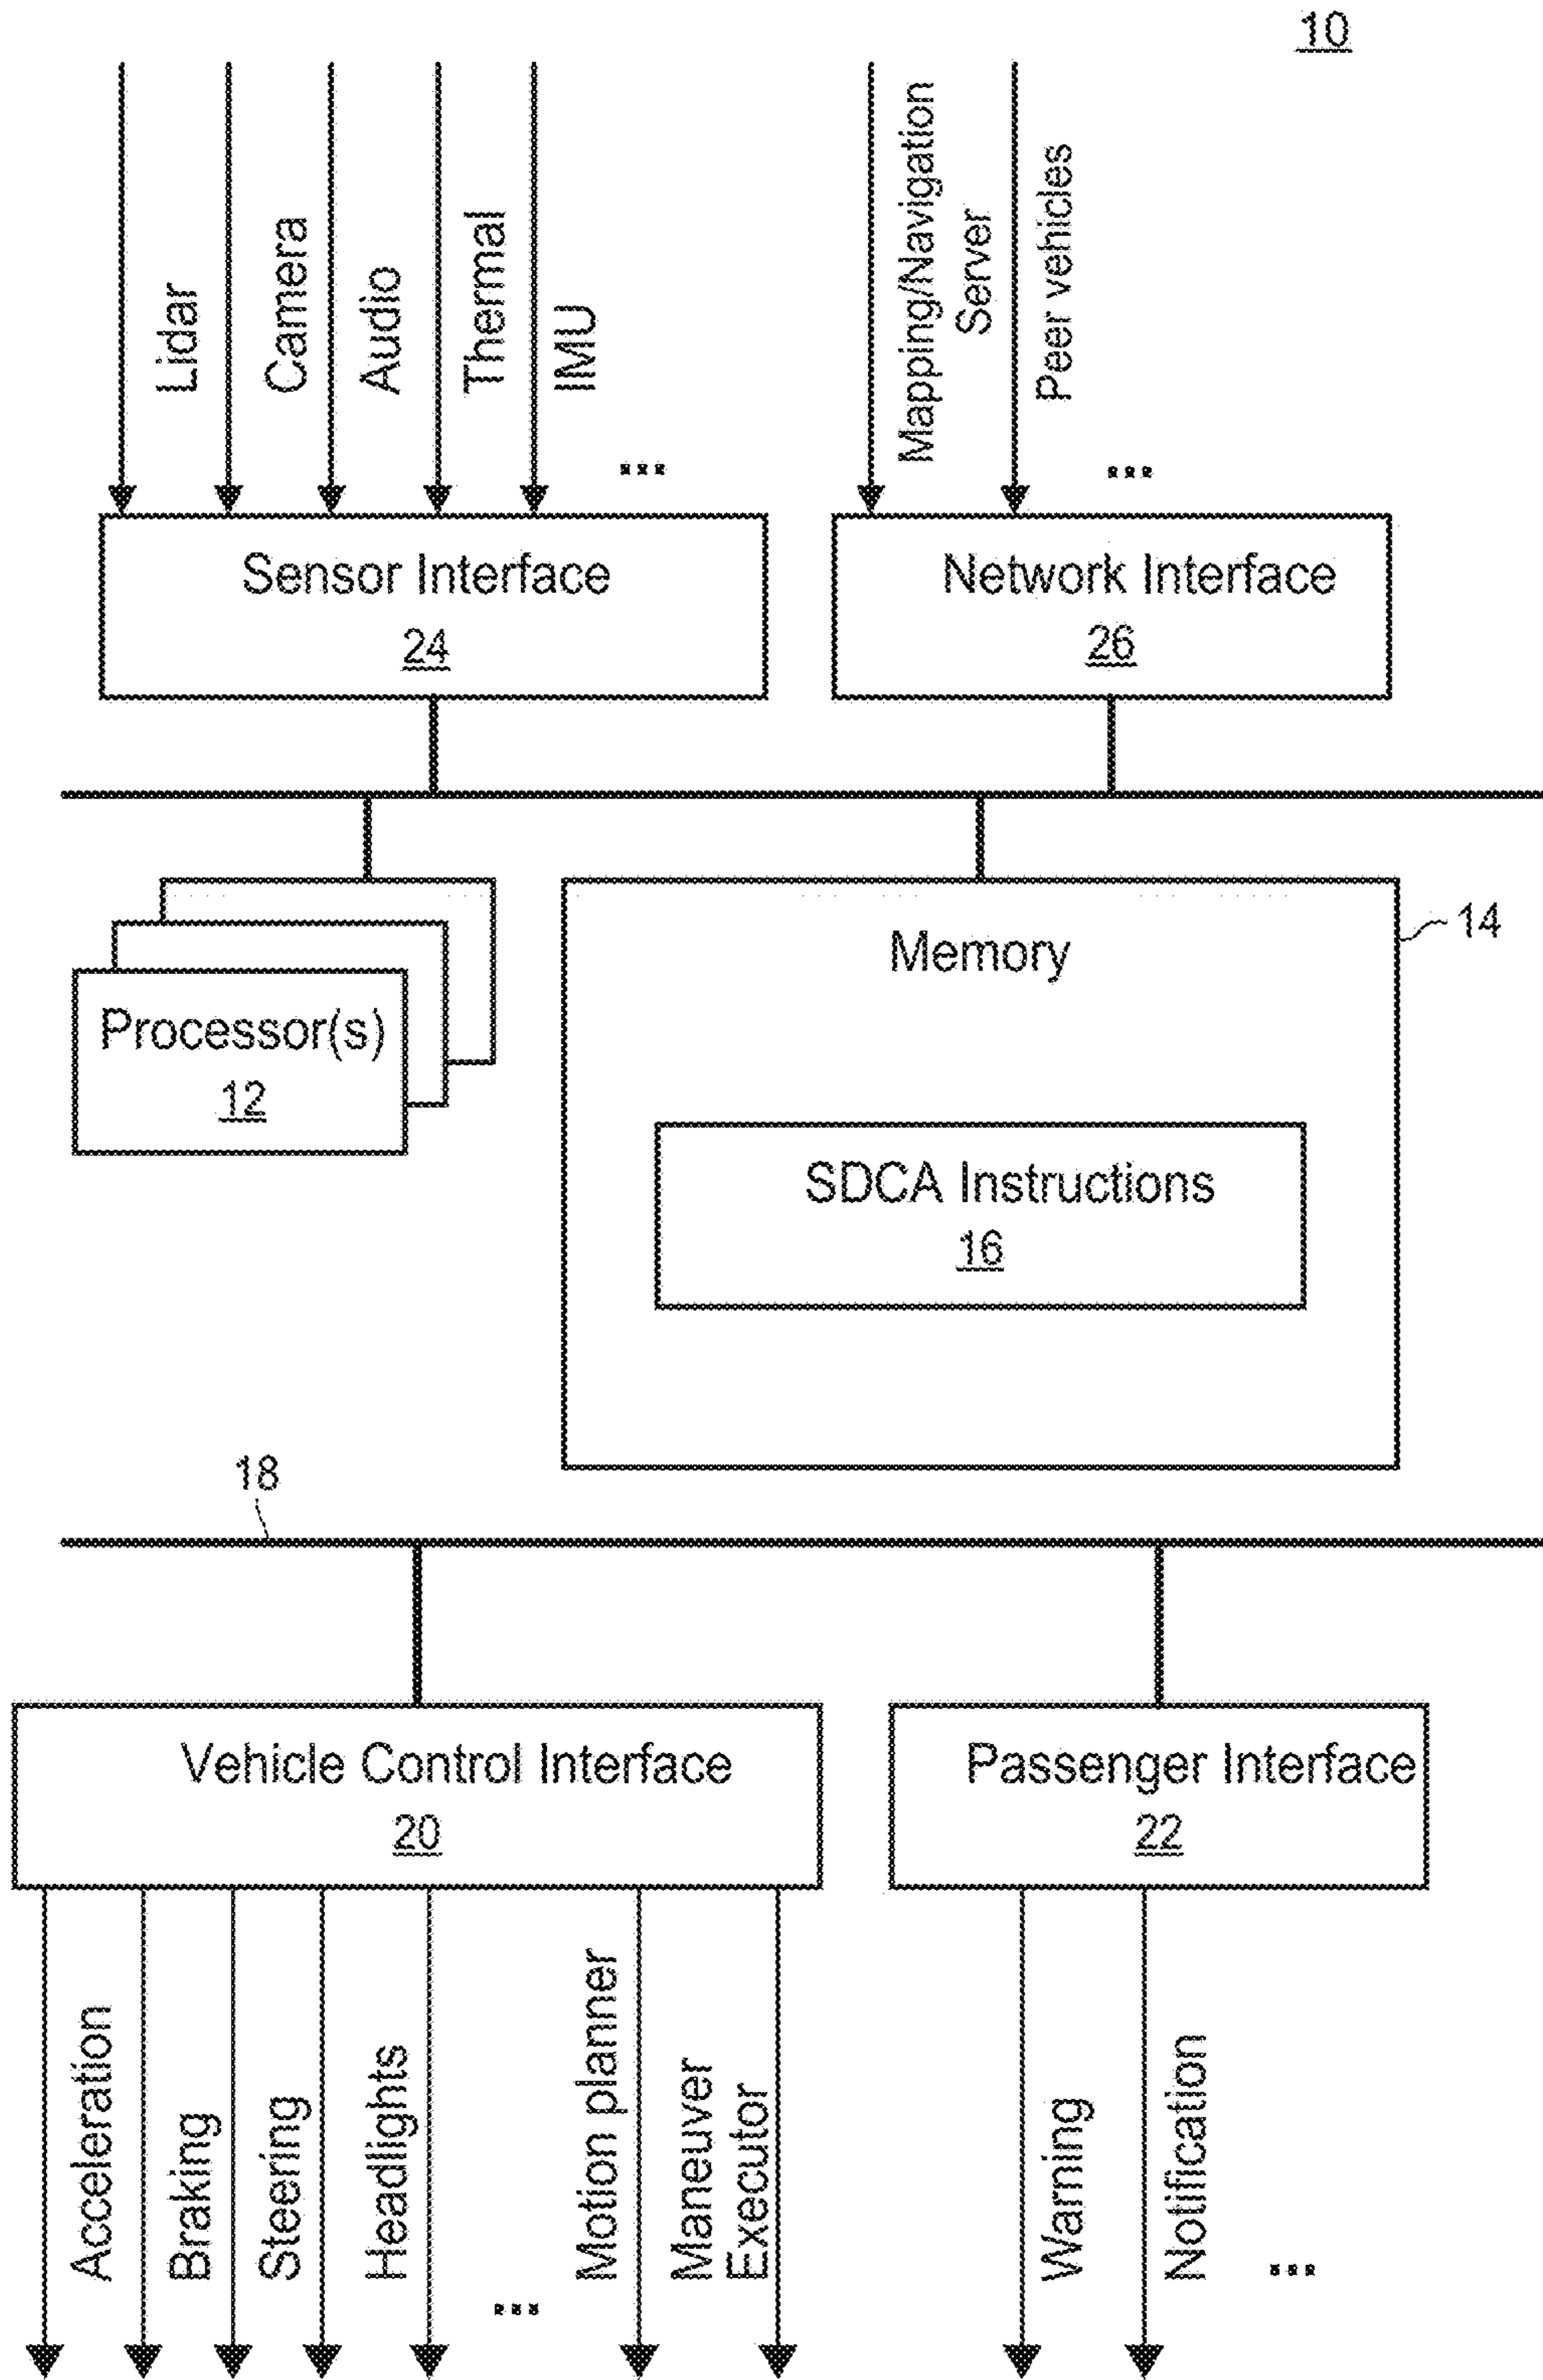 10
Lidar
Camera
Audio
Thermal
IMU
...
Mapping/Navigation
Server
Peer vehicles
...
Sensor Interface
24
Network Interface
26
Processor(s)
12
Memory
14
SDCA Instructions
16
18
Vehicle Control Interface
20
Passenger Interface
22
Acceleration
Braking
Steering
Headlights
...
Motion planner
Maneuver
Executor
Warning
Notification
...